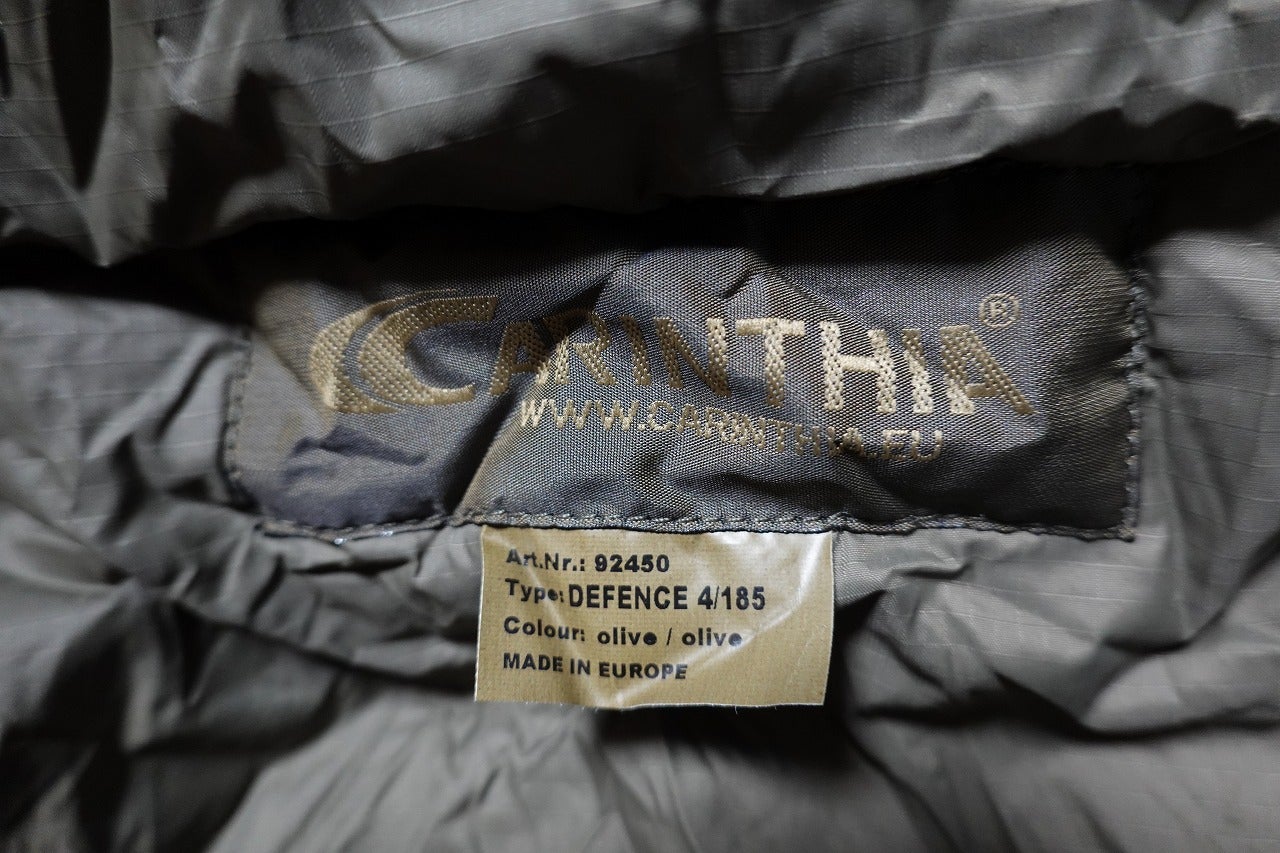 CARINTHIA®
WWW.CARINTHIA.EU
Art.Nr.: 92450
Type: DEFENCE 4/185
Colour: olive / olive
MADE IN EUROPE